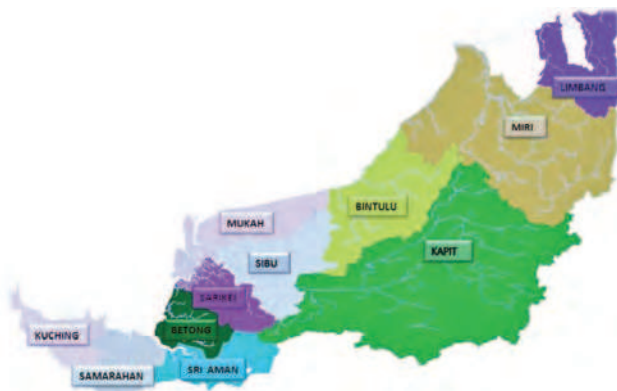 LIMBANG
MIRI
BINTULU
MUKAH
KAPIT
SIBU
SARIKEI
BETONG
KUCHING
SRI AMAN
SAMARAHAN